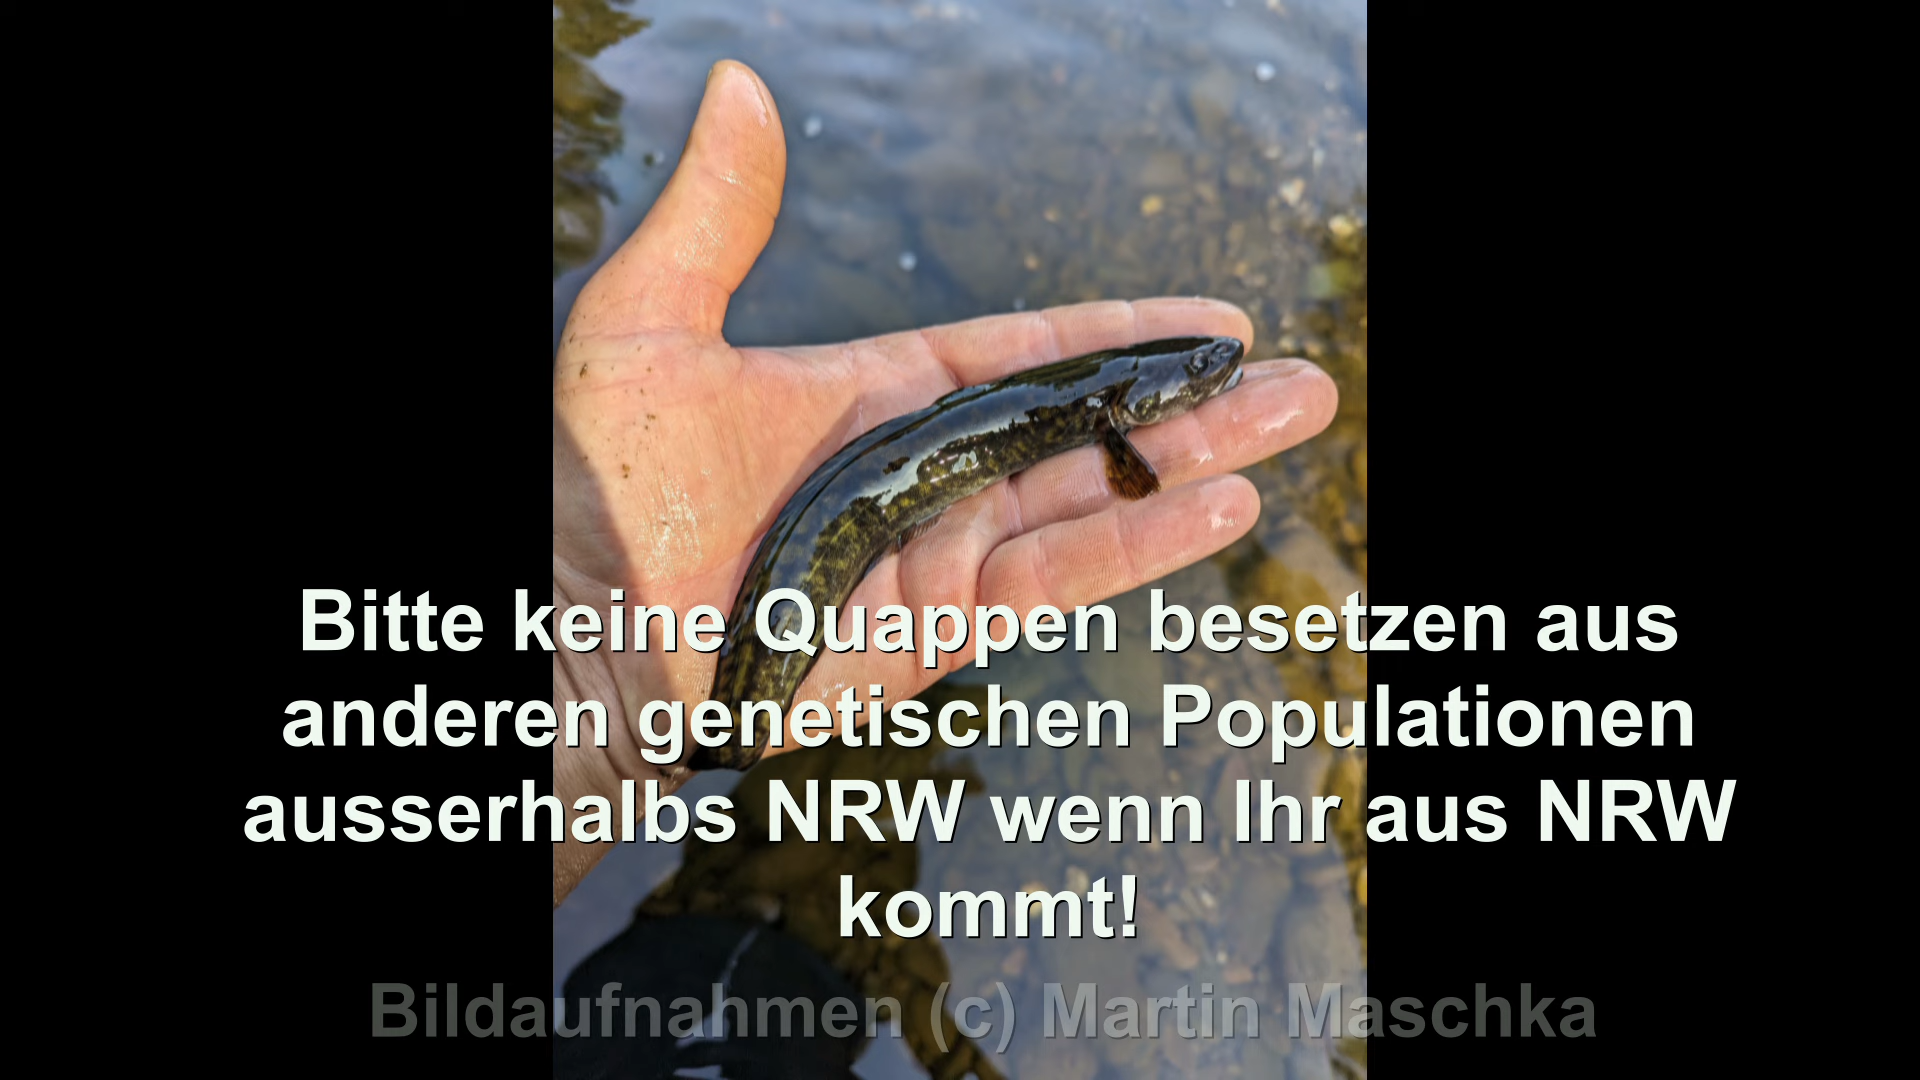 Bitte keine Quappen besetzen aus
anderen genetischen Populationen
ausserhalbs NRW wenn Ihr aus NRW
kommt!
Bildaufnahmen (c) Martin Maschka